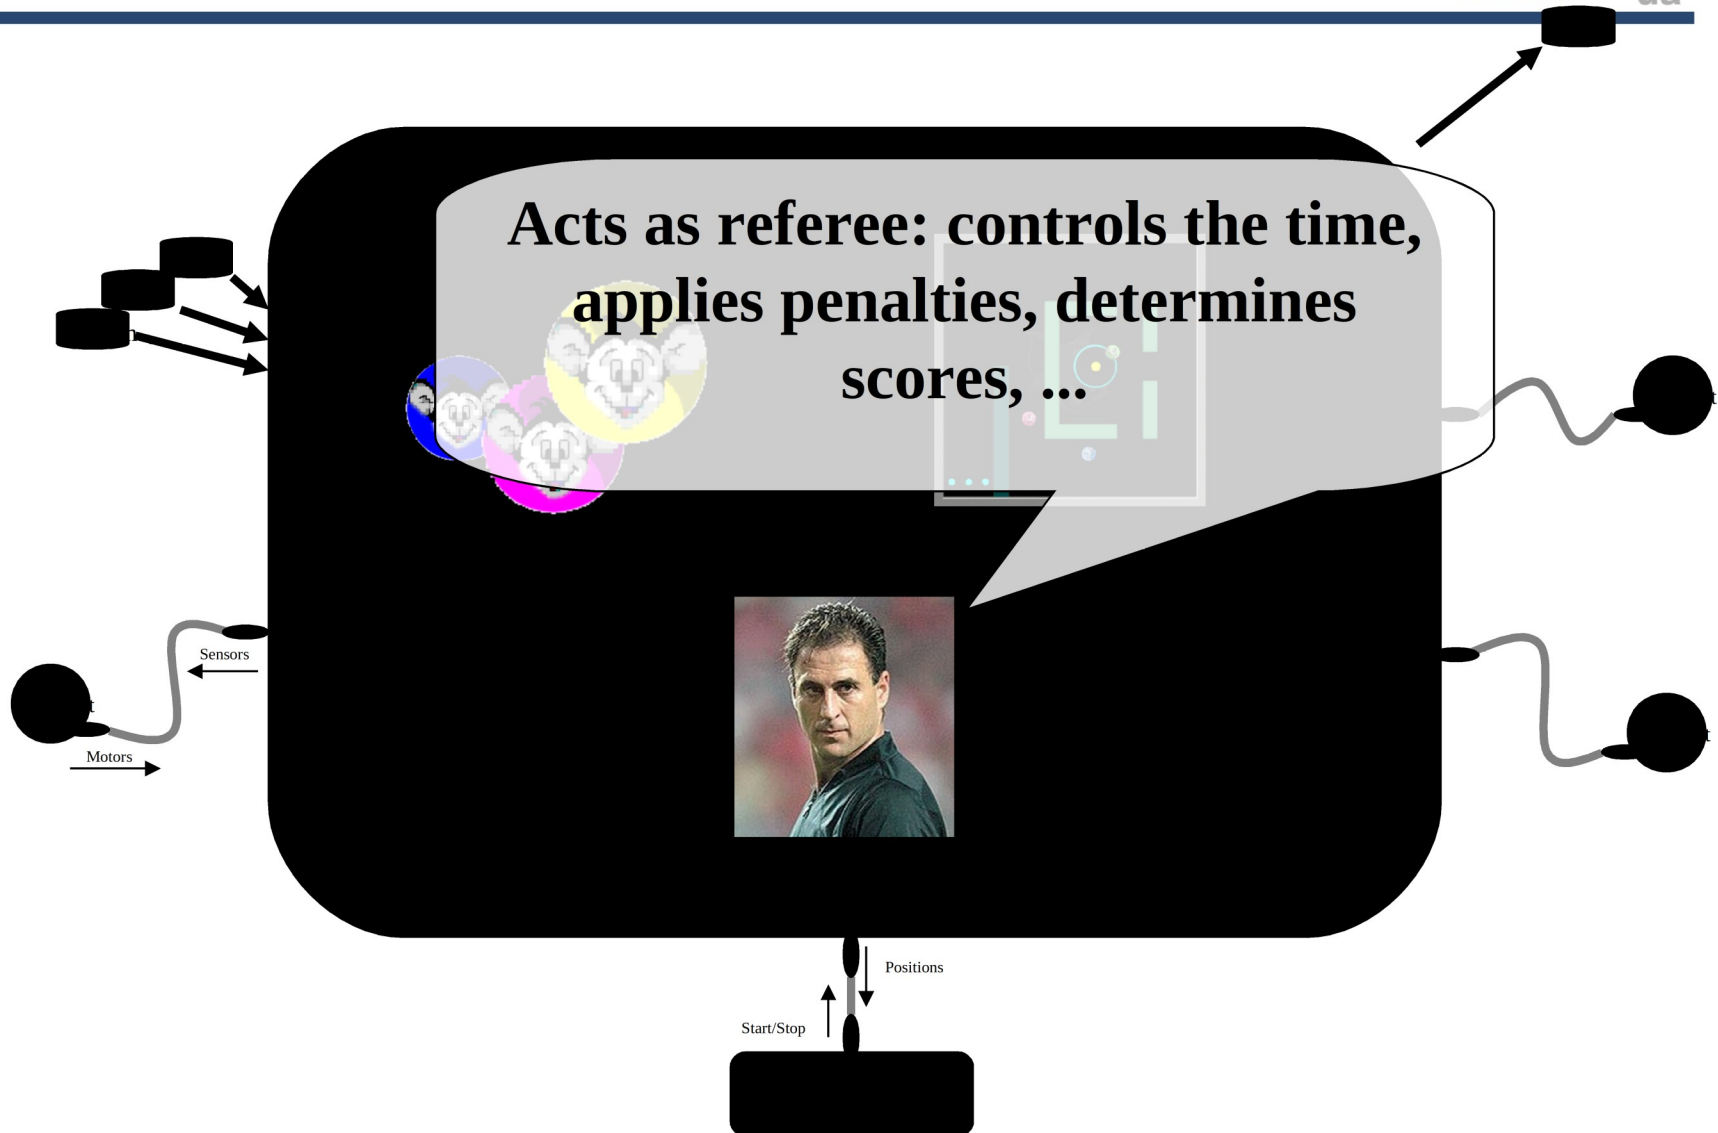 Acts as referee: controls the time,
applies penalties, determines
scores, ...
Sensors
Motors
Positions
Start/Stop